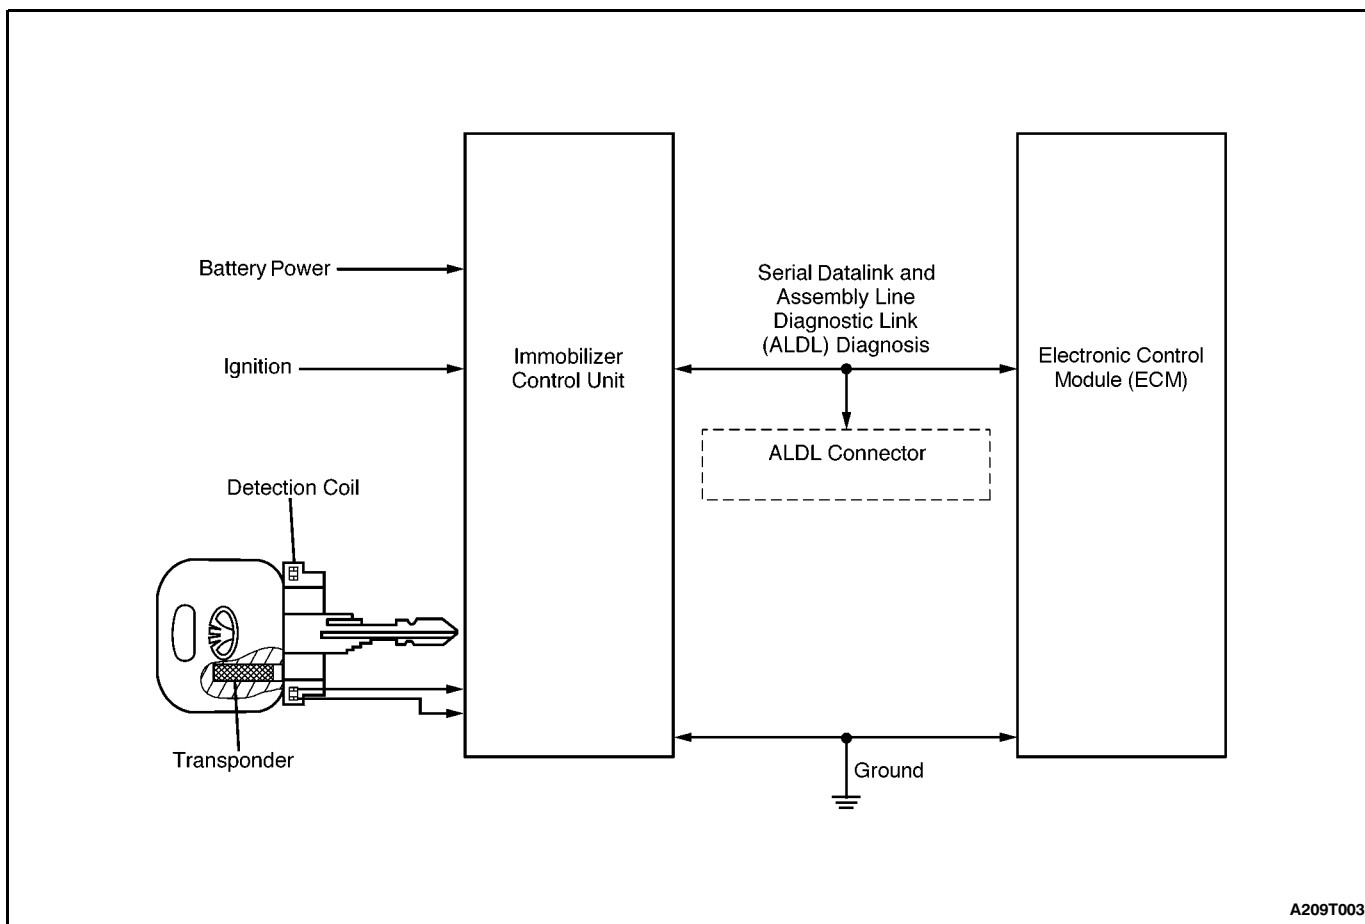 Battery Power
Ignition
Detection Coil
Transponder
Immobilizer
Control Unit
Serial Datalink and
Assembly Line
Diagnostic Link
(ALDL) Diagnosis
ALDL Connector
Ground
Electronic Control
Module (ECM)
A209T003